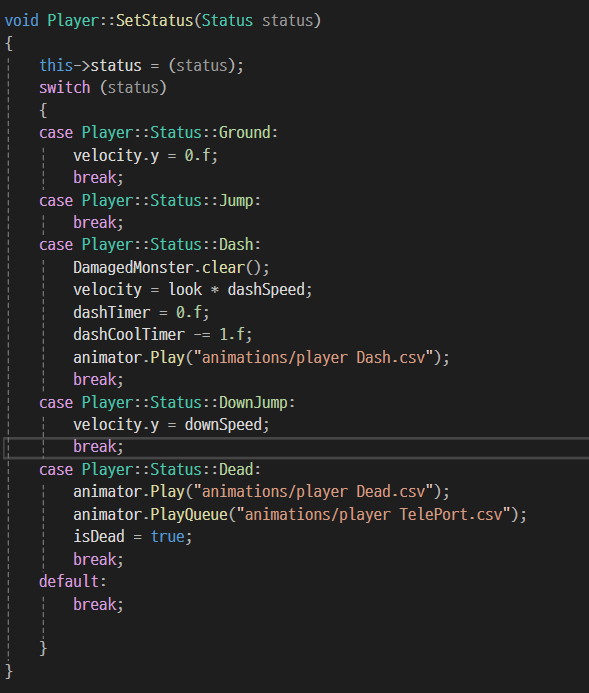 void Player::SetStatus(Status status)
{
    this->status = (status);
    switch (status)
    {
    case Player::Status::Ground:
        velocity.y = 0.f;
        break;
    case Player::Status::Jump:
        break;
    case Player::Status::Dash:
        DamagedMonster.clear();
        velocity = look * dashSpeed;
        dashTimer = 0.f;
        dashCoolTimer -= 1.f;
        animator.Play("animations/player Dash.csv");
        break;
    case Player::Status::DownJump:
        velocity.y = downSpeed;
        break;
    case Player::Status::Dead:
        animator.Play("animations/player Dead.csv");
        animator.PlayQueue("animations/player TelePort.csv");
        isDead = true;
        break;
    default:
        break;

    }
}